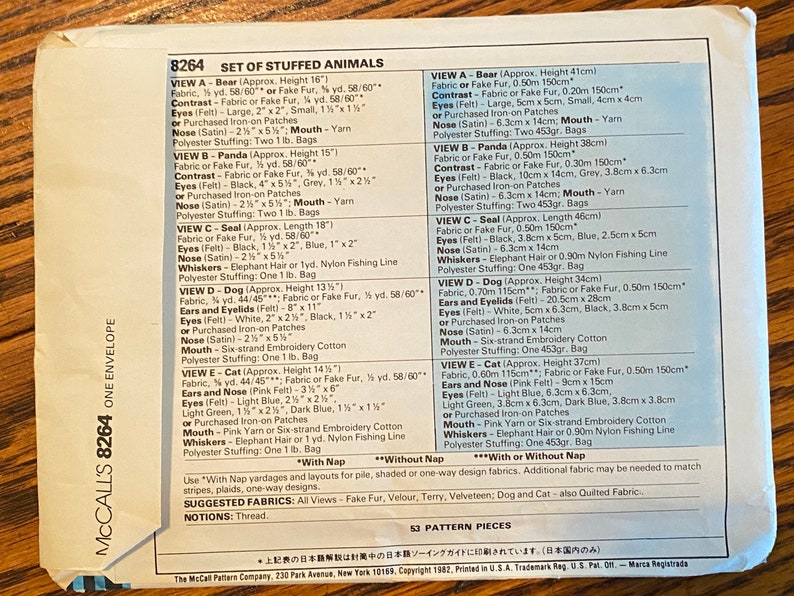 8264 SET OF STUFFED ANIMALS
VIEW A - Bear (Approx. Height 16")
Fabric, ½ yd. 58/60"* or Fake Fur, ⅝ yd. 58/60"*
Contrast - Fabric or Fake Fur, ¼ yd. 58/60"*
Eyes (Felt) - Large, 2" x 2", Small, 1½" x 1½"
or Purchased Iron-on Patches
Nose (Satin) - 2½" x 5½"; Mouth - Yarn
Polyester Stuffing: Two 1 lb. Bags
VIEW B - Panda (Approx. Height 15")
Fabric or Fake Fur, ½ yd. 58/60"*
Contrast - Fabric or Fake Fur, ⅜ yd. 58/60"*
Eyes (Felt) - Black, 4" x 5½", Grey, 1½" x 2½"
or Purchased Iron-on Patches
Nose (Satin) - 2½" x 5½"; Mouth - Yarn
Polyester Stuffing: Two 1 lb. Bags
VIEW C - Seal (Approx. Length 18")
Fabric or Fake Fur, ½ yd. 58/60"*
Eyes (Felt) - Black, 1½" x 2", Blue, 1" x 2"
Nose (Satin) - 2½" x 5½"
Whiskers - Elephant Hair or 1yd. Nylon Fishing Line
Polyester Stuffing: One 1 lb. Bag
VIEW D - Dog (Approx. Height 13½")
Fabric, ¾ yd. 44/45"**; Fabric or Fake Fur, ½ yd. 58/60"*
Ears and Eyelids (Felt) - 8" x 11"
Eyes (Felt) - White, 2" x 2½", Black, 1½" x 2"
or Purchased Iron-on Patches
Nose (Satin) - 2½" x 5½"
Mouth - Six-strand Embroidery Cotton
Polyester Stuffing: One 1 lb. Bag
VIEW E - Cat (Approx. Height 14½")
Fabric, ⅝ yd. 44/45"**; Fabric or Fake Fur, ½ yd. 58/60"*
Ears and Nose (Pink Felt) - 3½" x 6"
Eyes (Felt) - Light Blue, 2½" x 2½",
Light Green, 1½" x 2½", Dark Blue, 1½" x 1½"
or Purchased Iron-on Patches
Mouth - Pink Yarn or Six-strand Embroidery Cotton
Whiskers - Elephant Hair or 1 yd. Nylon Fishing Line
Polyester Stuffing: One 1 lb. Bag
VIEW A - Bear (Approx. Height 41cm)
Fabric or Fake Fur, 0.50m 150cm*
Contrast - Fabric or Fake Fur, 0.20m 150cm*
Eyes (Felt) - Large, 5cm x 5cm, Small, 4cm x 4cm
or Purchased Iron-on Patches
Nose (Satin) - 6.3cm x 14cm; Mouth - Yarn
Polyester Stuffing: Two 453gr. Bags
VIEW B - Panda (Approx. Height 38cm)
Fabric or Fake Fur, 0.50m 150cm*
Contrast - Fabric or Fake Fur, 0.30m 150cm*
Eyes (Felt) - Black, 10cm x 14cm, Grey, 3.8cm x 6.3cm
or Purchased Iron-on Patches
Nose (Satin) - 6.3cm x 14cm; Mouth - Yarn
Polyester Stuffing: Two 453gr. Bags
VIEW C - Seal (Approx. Length 46cm)
Fabric or Fake Fur, 0.50m 150cm*
Eyes (Felt) - Black, 3.8cm x 5cm, Blue, 2.5cm x 5cm
Nose (Satin) - 6.3cm x 14cm
Whiskers - Elephant Hair or 0.90m Nylon Fishing Line
Polyester Stuffing: One 453gr. Bag
VIEW D - Dog (Approx. Height 34cm)
Fabric, 0.70m 115cm**; Fabric or Fake Fur, 0.50m 150cm*
Ears and Eyelids (Felt) - 20.5cm x 28cm
Eyes (Felt) - White, 5cm x 6.3cm, Black, 3.8cm x 5cm
or Purchased Iron-on Patches
Nose (Satin) - 6.3cm x 14cm
Mouth - Six-strand Embroidery Cotton
Polyester Stuffing: One 453gr. Bag
VIEW E - Cat (Approx. Height 37cm)
Fabric, 0.60m 115cm**; Fabric or Fake Fur, 0.50m 150cm*
Ears and Nose (Pink Felt) - 9cm x 15cm
Eyes (Felt) - Light Blue, 6.3cm x 6.3cm,
Light Green, 3.8cm x 6.3cm, Dark Blue, 3.8cm x 3.8cm
or Purchased Iron-on Patches
Mouth - Pink Yarn or Six-strand Embroidery Cotton
Whiskers - Elephant Hair or 0.90m Nylon Fishing Line
Polyester Stuffing: One 453gr. Bag
*With Nap **Without Nap ***With or Without Nap
Use *With Nap yardages and layouts for pile, shaded or one-way design fabrics. Additional fabric may be needed to match
stripes, plaids, one-way designs.
SUGGESTED FABRICS: All Views - Fake Fur, Velour, Terry, Velveteen; Dog and Cat - also Quilted Fabric.
NOTIONS: Thread.
53 PATTERN PIECES
*上記表の日本語解説は封筒中の日本語ソーイングガイドに印刷されています。(日本国内のみ)
The McCall Pattern Company, 230 Park Avenue, New York 10169, Copyright 1982, Printed in U.S.A. Trademark Reg. U.S. Pat. Off. — Marca Registrada
McCALL'S 8264 ONE ENVELOPE